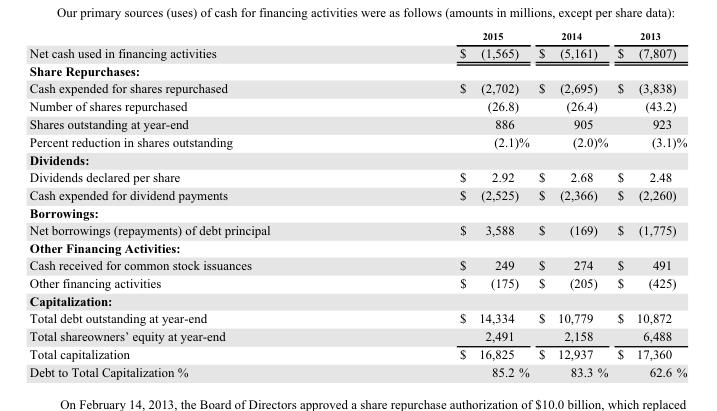 Our primary sources (uses) of cash for financing activities were as follows (amounts in millions, except per share data):
2015 2014 2013
Net cash used in financing activities $ (1,565) $ (5,161) $ (7,807)
Share Repurchases:
Cash expended for shares repurchased $ (2,702) $ (2,695) $ (3,838)
Number of shares repurchased (26.8) (26.4) (43.2)
Shares outstanding at year-end 886 905 923
Percent reduction in shares outstanding (2.1)% (2.0)% (3.1)%
Dividends:
Dividends declared per share $ 2.92 $ 2.68 $ 2.48
Cash expended for dividend payments $ (2,525) $ (2,366) $ (2,260)
Borrowings:
Net borrowings (repayments) of debt principal $ 3,588 $ (169) $ (1,775)
Other Financing Activities:
Cash received for common stock issuances $ 249 $ 274 $ 491
Other financing activities $ (175) $ (205) $ (425)
Capitalization:
Total debt outstanding at year-end $ 14,334 $ 10,779 $ 10,872
Total shareowners’ equity at year-end 2,491 2,158 6,488
Total capitalization $ 16,825 $ 12,937 $ 17,360
Debt to Total Capitalization % 85.2 % 83.3 % 62.6 %
On February 14, 2013, the Board of Directors approved a share repurchase authorization of $10.0 billion, which replaced